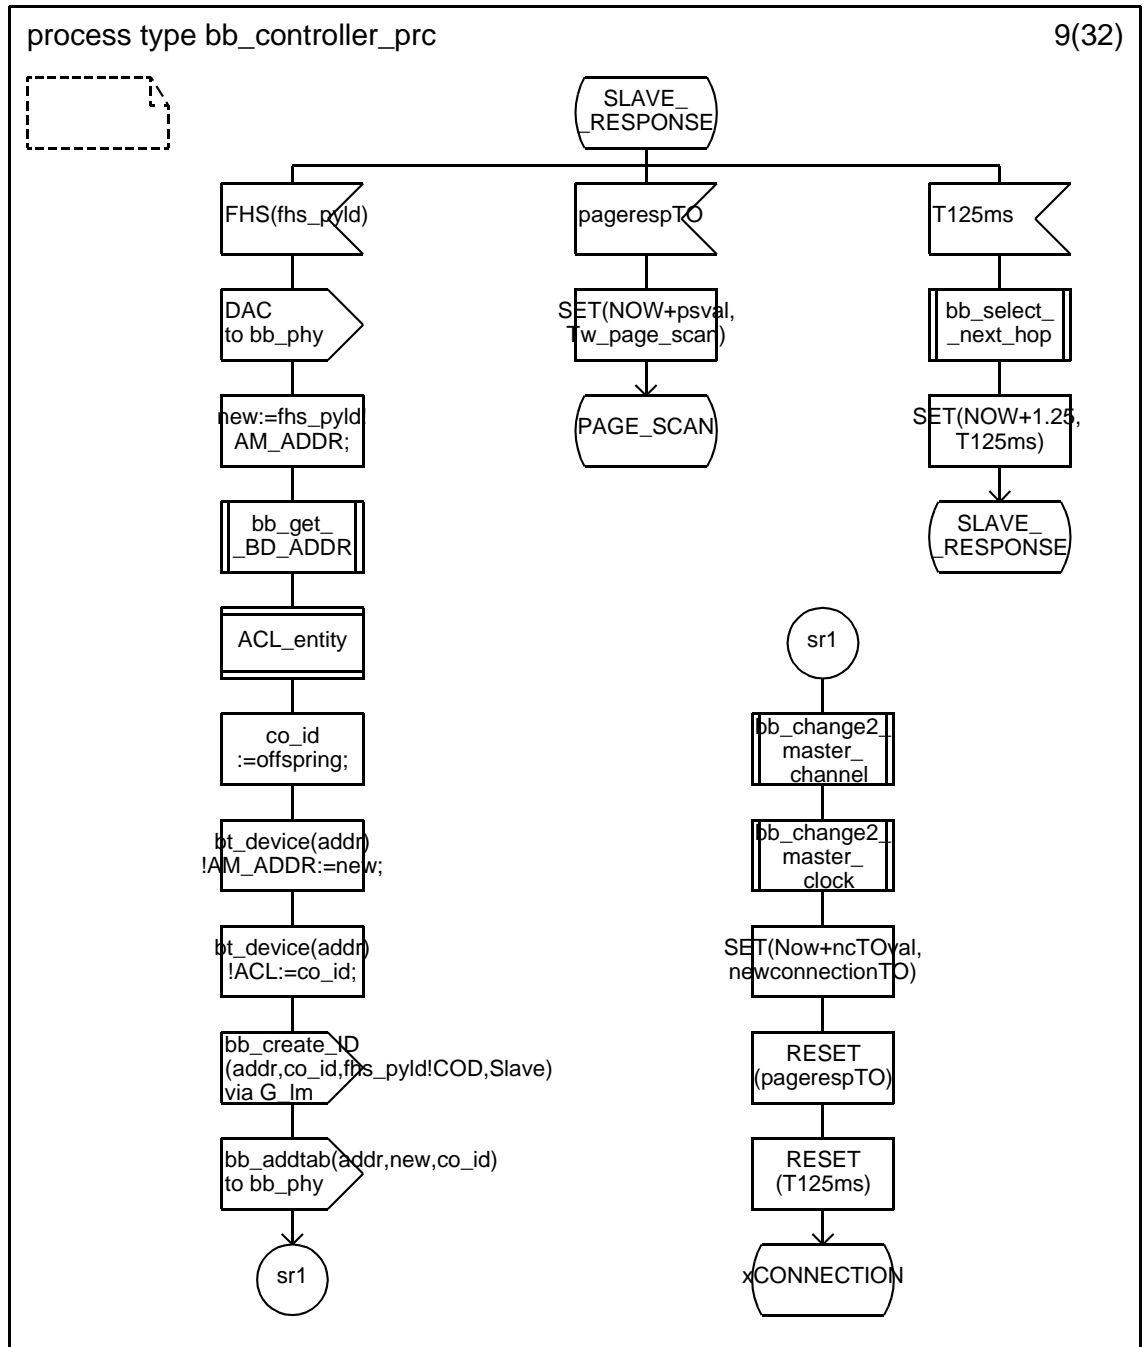 process type bb_controller_prc
9(32)
SLAVE_
_RESPONSE
FHS(fhs_pyld)
DAC
to bb_phy
new:=fhs_pyld!
AM_ADDR;
bb_get_
_BD_ADDR
ACL_entity
co_id
:=offspring;
bt_device(addr)
!AM_ADDR:=new;
bt_device(addr)
!ACL:=co_id;
bb_create_ID
(addr,co_id,fhs_pyld!COD,Slave)
via G_lm
bb_addtab(addr,new,co_id)
to bb_phy
sr1
pagerespTO
SET(NOW+psval,
Tw_page_scan)
PAGE_SCAN
T125ms
bb_select_
_next_hop
SET(NOW+1.25,
T125ms)
SLAVE_
_RESPONSE
sr1
bb_change2_
master_
channel
bb_change2_
master_
clock
SET(Now+ncTOval,
newconnectionTO)
RESET
(pagerespTO)
RESET
(T125ms)
xCONNECTION